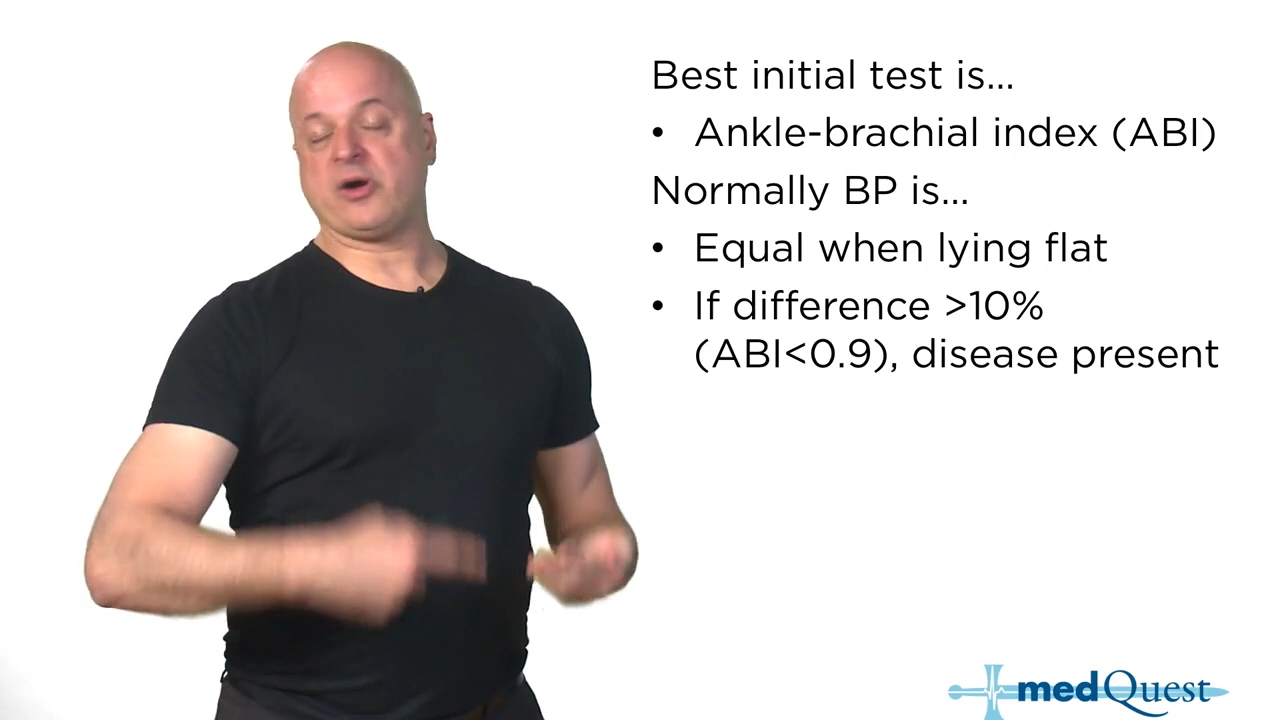 Best initial test is...
• Ankle-brachial index (ABI)
Normally BP is...
• Equal when lying flat
• If difference >10%
(ABI<0.9), disease present
medQuest